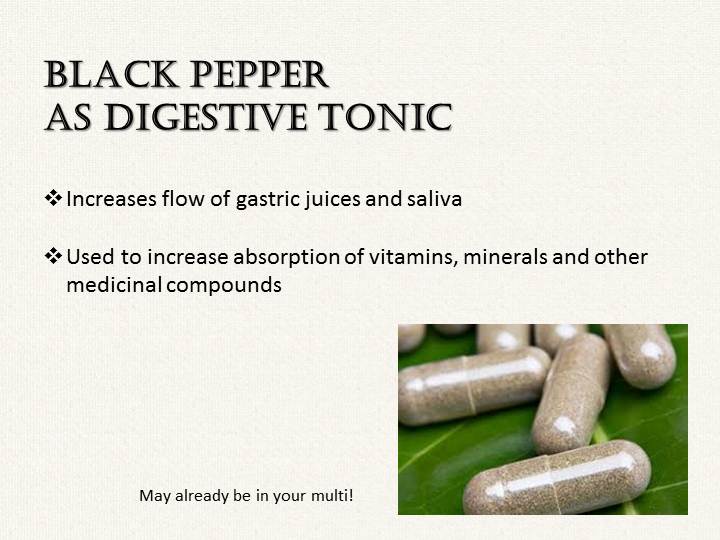 BLACK PEPPER
AS DIGESTIVE TONIC
❖ Increases flow of gastric juices and saliva
❖ Used to increase absorption of vitamins, minerals and other
medicinal compounds
May already be in your multi!